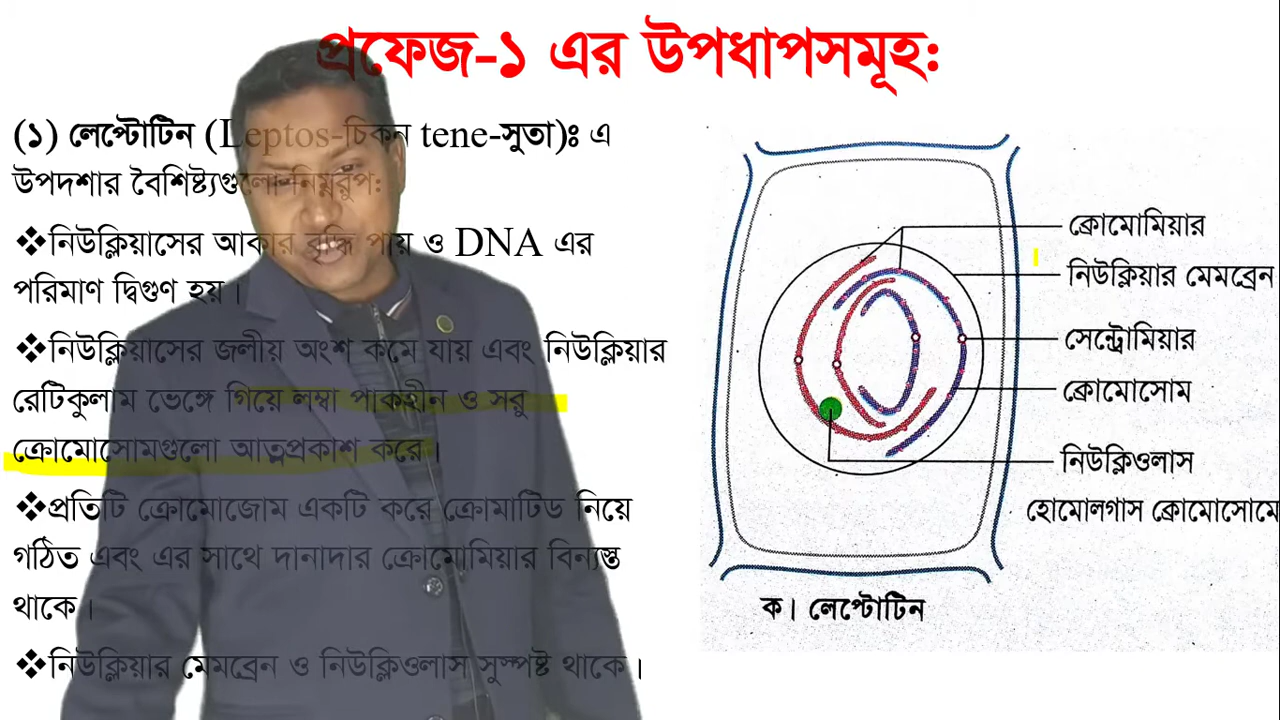 প্রফেজ-১ এর উপধাপসমূহ:
(১) লেপ্টোটিন (Leptos-চিকন tene-সুতা)ঃ এ
উপদশার বৈশিষ্ট্যগুলো নিম্নরুপ:
❖নিউক্লিয়াসের আকার বৃদ্ধি পায় ও DNA এর
পরিমাণ দ্বিগুণ হয়।
❖নিউক্লিয়াসের জলীয় অংশ কমে যায় এবং নিউক্লিয়ার
রেটিকুলাম ভেঙ্গে গিয়ে লম্বা পাকহীন ও সরু
ক্রোমোসোমগুলো আত্নপ্রকাশ করে।
❖প্রতিটি ক্রোমোজোম একটি করে ক্রোমাটিড নিয়ে
গঠিত এবং এর সাথে দানাদার ক্রোমোমিয়ার বিন্যস্ত
থাকে।
❖নিউক্লিয়ার মেমব্রেন ও নিউক্লিওলাস সুস্পষ্ট থাকে।
ক্রোমোমিয়ার
নিউক্লিয়ার মেমব্রেন
সেন্ট্রোমিয়ার
ক্রোমোসোম
নিউক্লিওলাস
হোমোলগাস ক্রোমোসোমে
ক। লেপ্টোটিন